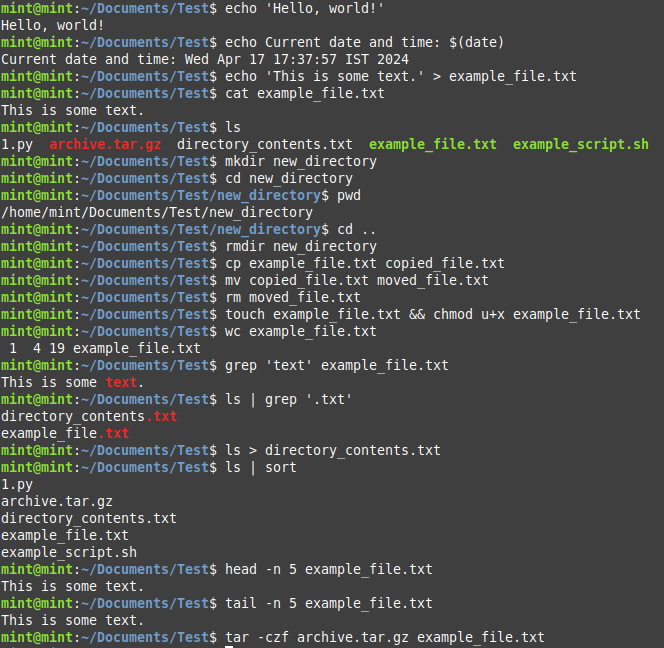 mint@mint:~/Documents/Test$ echo 'Hello, world!'
Hello, world!
mint@mint:~/Documents/Test$ echo Current date and time: $(date)
Current date and time: Wed Apr 17 17:37:57 IST 2024
mint@mint:~/Documents/Test$ echo 'This is some text.' > example_file.txt
mint@mint:~/Documents/Test$ cat example_file.txt
This is some text.
mint@mint:~/Documents/Test$ ls
1.py  archive.tar.gz  directory_contents.txt  example_file.txt  example_script.sh
mint@mint:~/Documents/Test$ mkdir new_directory
mint@mint:~/Documents/Test$ cd new_directory
mint@mint:~/Documents/Test/new_directory$ pwd
/home/mint/Documents/Test/new_directory
mint@mint:~/Documents/Test/new_directory$ cd ..
mint@mint:~/Documents/Test$ rmdir new_directory
mint@mint:~/Documents/Test$ cp example_file.txt copied_file.txt
mint@mint:~/Documents/Test$ mv copied_file.txt moved_file.txt
mint@mint:~/Documents/Test$ rm moved_file.txt
mint@mint:~/Documents/Test$ touch example_file.txt && chmod u+x example_file.txt
mint@mint:~/Documents/Test$ wc example_file.txt
 1  4 19 example_file.txt
mint@mint:~/Documents/Test$ grep 'text' example_file.txt
This is some text.
mint@mint:~/Documents/Test$ ls | grep '.txt'
directory_contents.txt
example_file.txt
mint@mint:~/Documents/Test$ ls > directory_contents.txt
mint@mint:~/Documents/Test$ ls | sort
1.py
archive.tar.gz
directory_contents.txt
example_file.txt
example_script.sh
mint@mint:~/Documents/Test$ head -n 5 example_file.txt
This is some text.
mint@mint:~/Documents/Test$ tail -n 5 example_file.txt
This is some text.
mint@mint:~/Documents/Test$ tar -czf archive.tar.gz example_file.txt